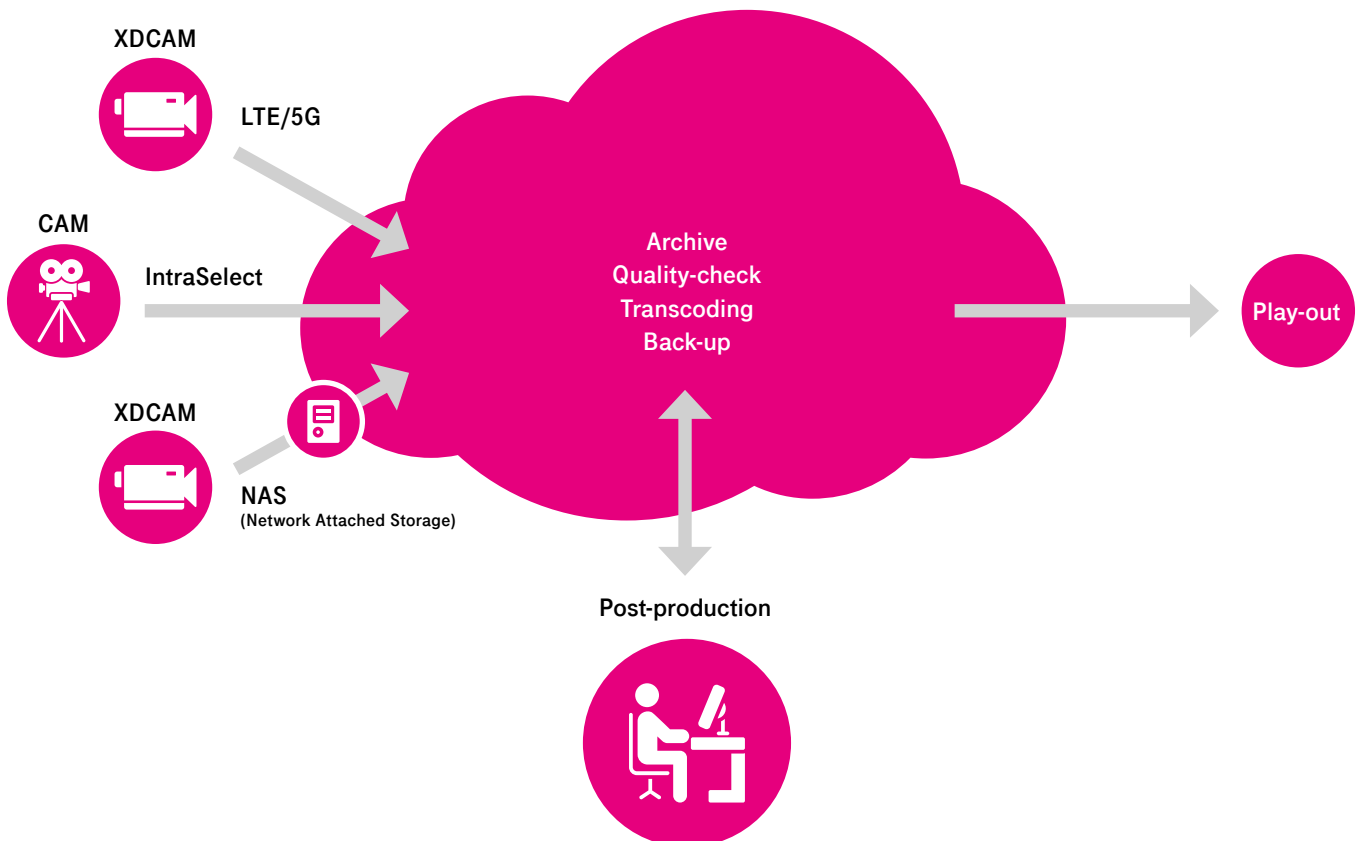 XDCAM
LTE/5G
CAM
IntraSelect
XDCAM
NAS
(Network Attached Storage)
Archive
Quality-check
Transcoding
Back-up
Play-out
Post-production